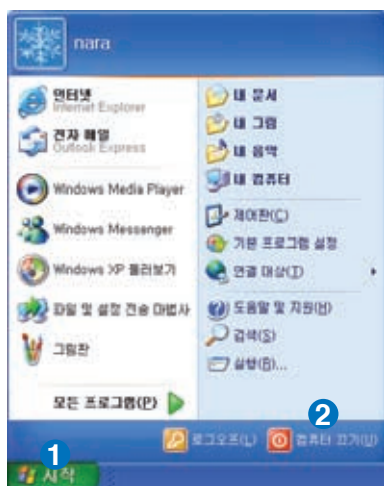 nara
인터넷
Internet Explorer
전자 메일
Outlook Express
Windows Media Player
Windows Messenger
Windows XP 둘러보기
파일 및 설정 전송 마법사
그림판
모든 프로그램(P)
내 문서
내 그림
내 음악
내 컴퓨터
제어판(C)
기본 프로그램 설정
연결 대상(T)
도움말 및 지원(H)
검색(S)
실행(R)...
2
로그오프(L)
컴퓨터 끄기(U)
1
시작